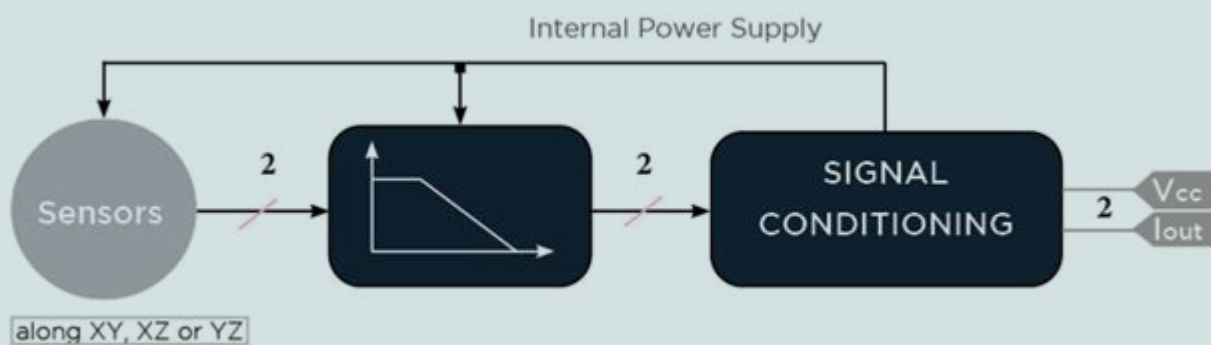 Internal Power Supply
Sensors
2
2
SIGNAL
CONDITIONING
2
Vcc
Iout
along XY, XZ or YZ